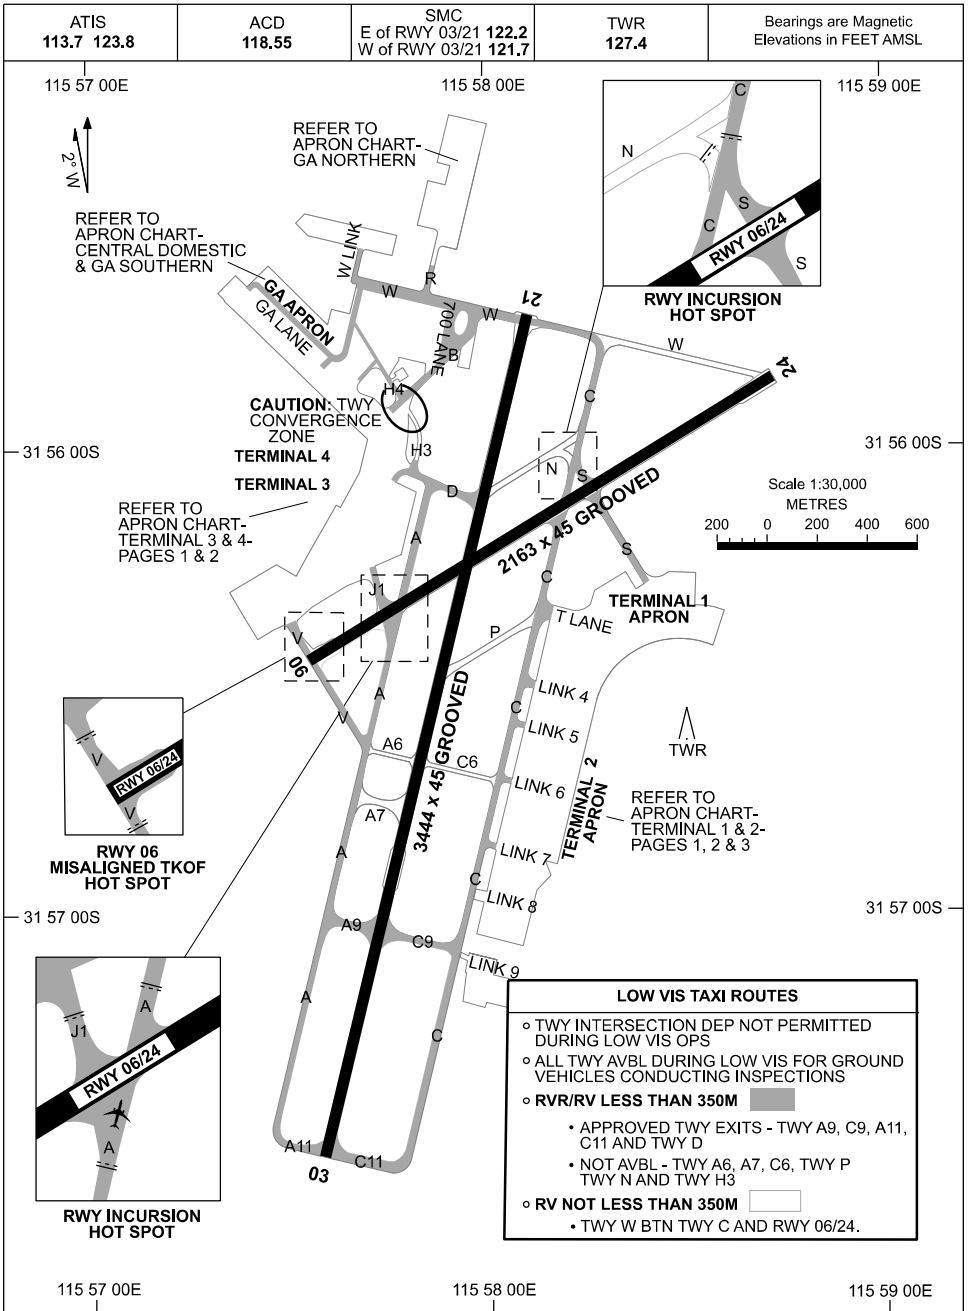 ATIS
113.7 123.8
ACD
118.55
SMC
E of RWY 03/21 122.2
W of RWY 03/21 121.7
TWR
127.4
Bearings are Magnetic
Elevations in FEET AMSL
115 57 00E
115 58 00E
115 59 00E
2° W
REFER TO
APRON CHART-
GA NORTHERN
REFER TO
APRON CHART-
CENTRAL DOMESTIC
& GA SOUTHERN
N
C
S
C
RWY 06/24
S
RWY INCURSION
HOT SPOT
W LINK
R
W
GA APRON
GA LANE
700 LANE
W
21
B
W
24
H4
C
CAUTION: TWY
CONVERGENCE
ZONE
TERMINAL 4
TERMINAL 3
H3
31 56 00S
31 56 00S
N
S
D
Scale 1:30,000
METRES
200 0 200 400 600
REFER TO
APRON CHART-
TERMINAL 3 & 4-
PAGES 1 & 2
A
2163 x 45 GROOVED
S
J1
C
TERMINAL 1
APRON
T LANE
V
06
P
A
V
LINK 4
C
LINK 5
TWR
A6
C6
3444 x 45 GROOVED
LINK 6
TERMINAL 2
APRON
REFER TO
APRON CHART-
TERMINAL 1 & 2-
PAGES 1, 2 & 3
V
RWY 06/24
V
RWY 06
MISALIGNED TKOF
HOT SPOT
A7
A
LINK 7
C
LINK 8
31 57 00S
31 57 00S
A9
C9
LINK 9
A
C
A
J1
RWY 06/24
A
RWY INCURSION
HOT SPOT
A11
03
C11
LOW VIS TAXI ROUTES
TWY INTERSECTION DEP NOT PERMITTED
DURING LOW VIS OPS
ALL TWY AVBL DURING LOW VIS FOR GROUND
VEHICLES CONDUCTING INSPECTIONS
RVR/RV LESS THAN 350M
• APPROVED TWY EXITS - TWY A9, C9, A11,
C11 AND TWY D
• NOT AVBL - TWY A6, A7, C6, TWY P
TWY N AND TWY H3
RV NOT LESS THAN 350M
• TWY W BTN TWY C AND RWY 06/24.
115 57 00E
115 58 00E
115 59 00E